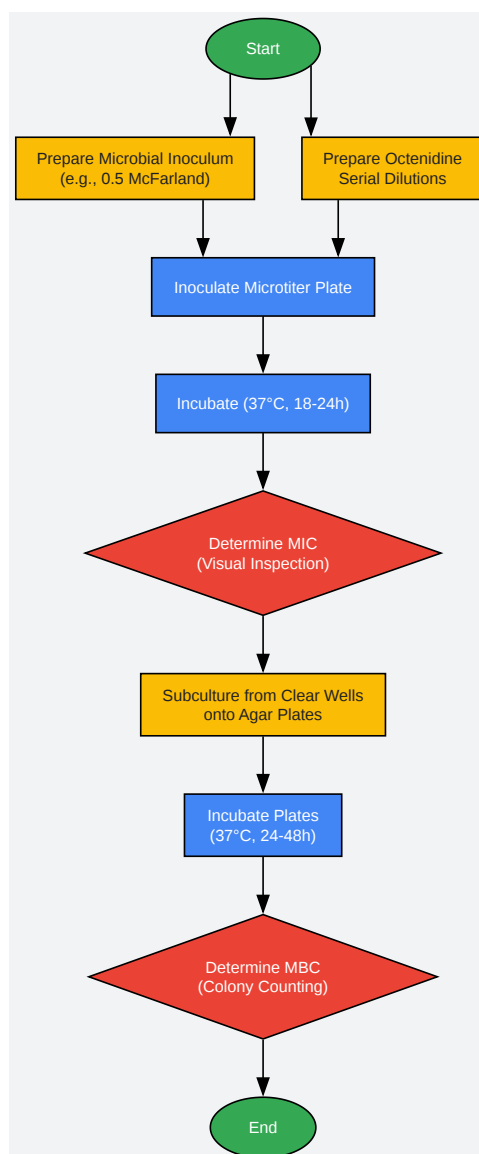 Start
Prepare Microbial Inoculum
(e.g., 0.5 McFarland)
Prepare Octenidine
Serial Dilutions
Inoculate Microtiter Plate
Incubate (37°C, 18-24h)
Determine MIC
(Visual Inspection)
Subculture from Clear Wells
onto Agar Plates
Incubate Plates
(37°C, 24-48h)
Determine MBC
(Colony Counting)
End